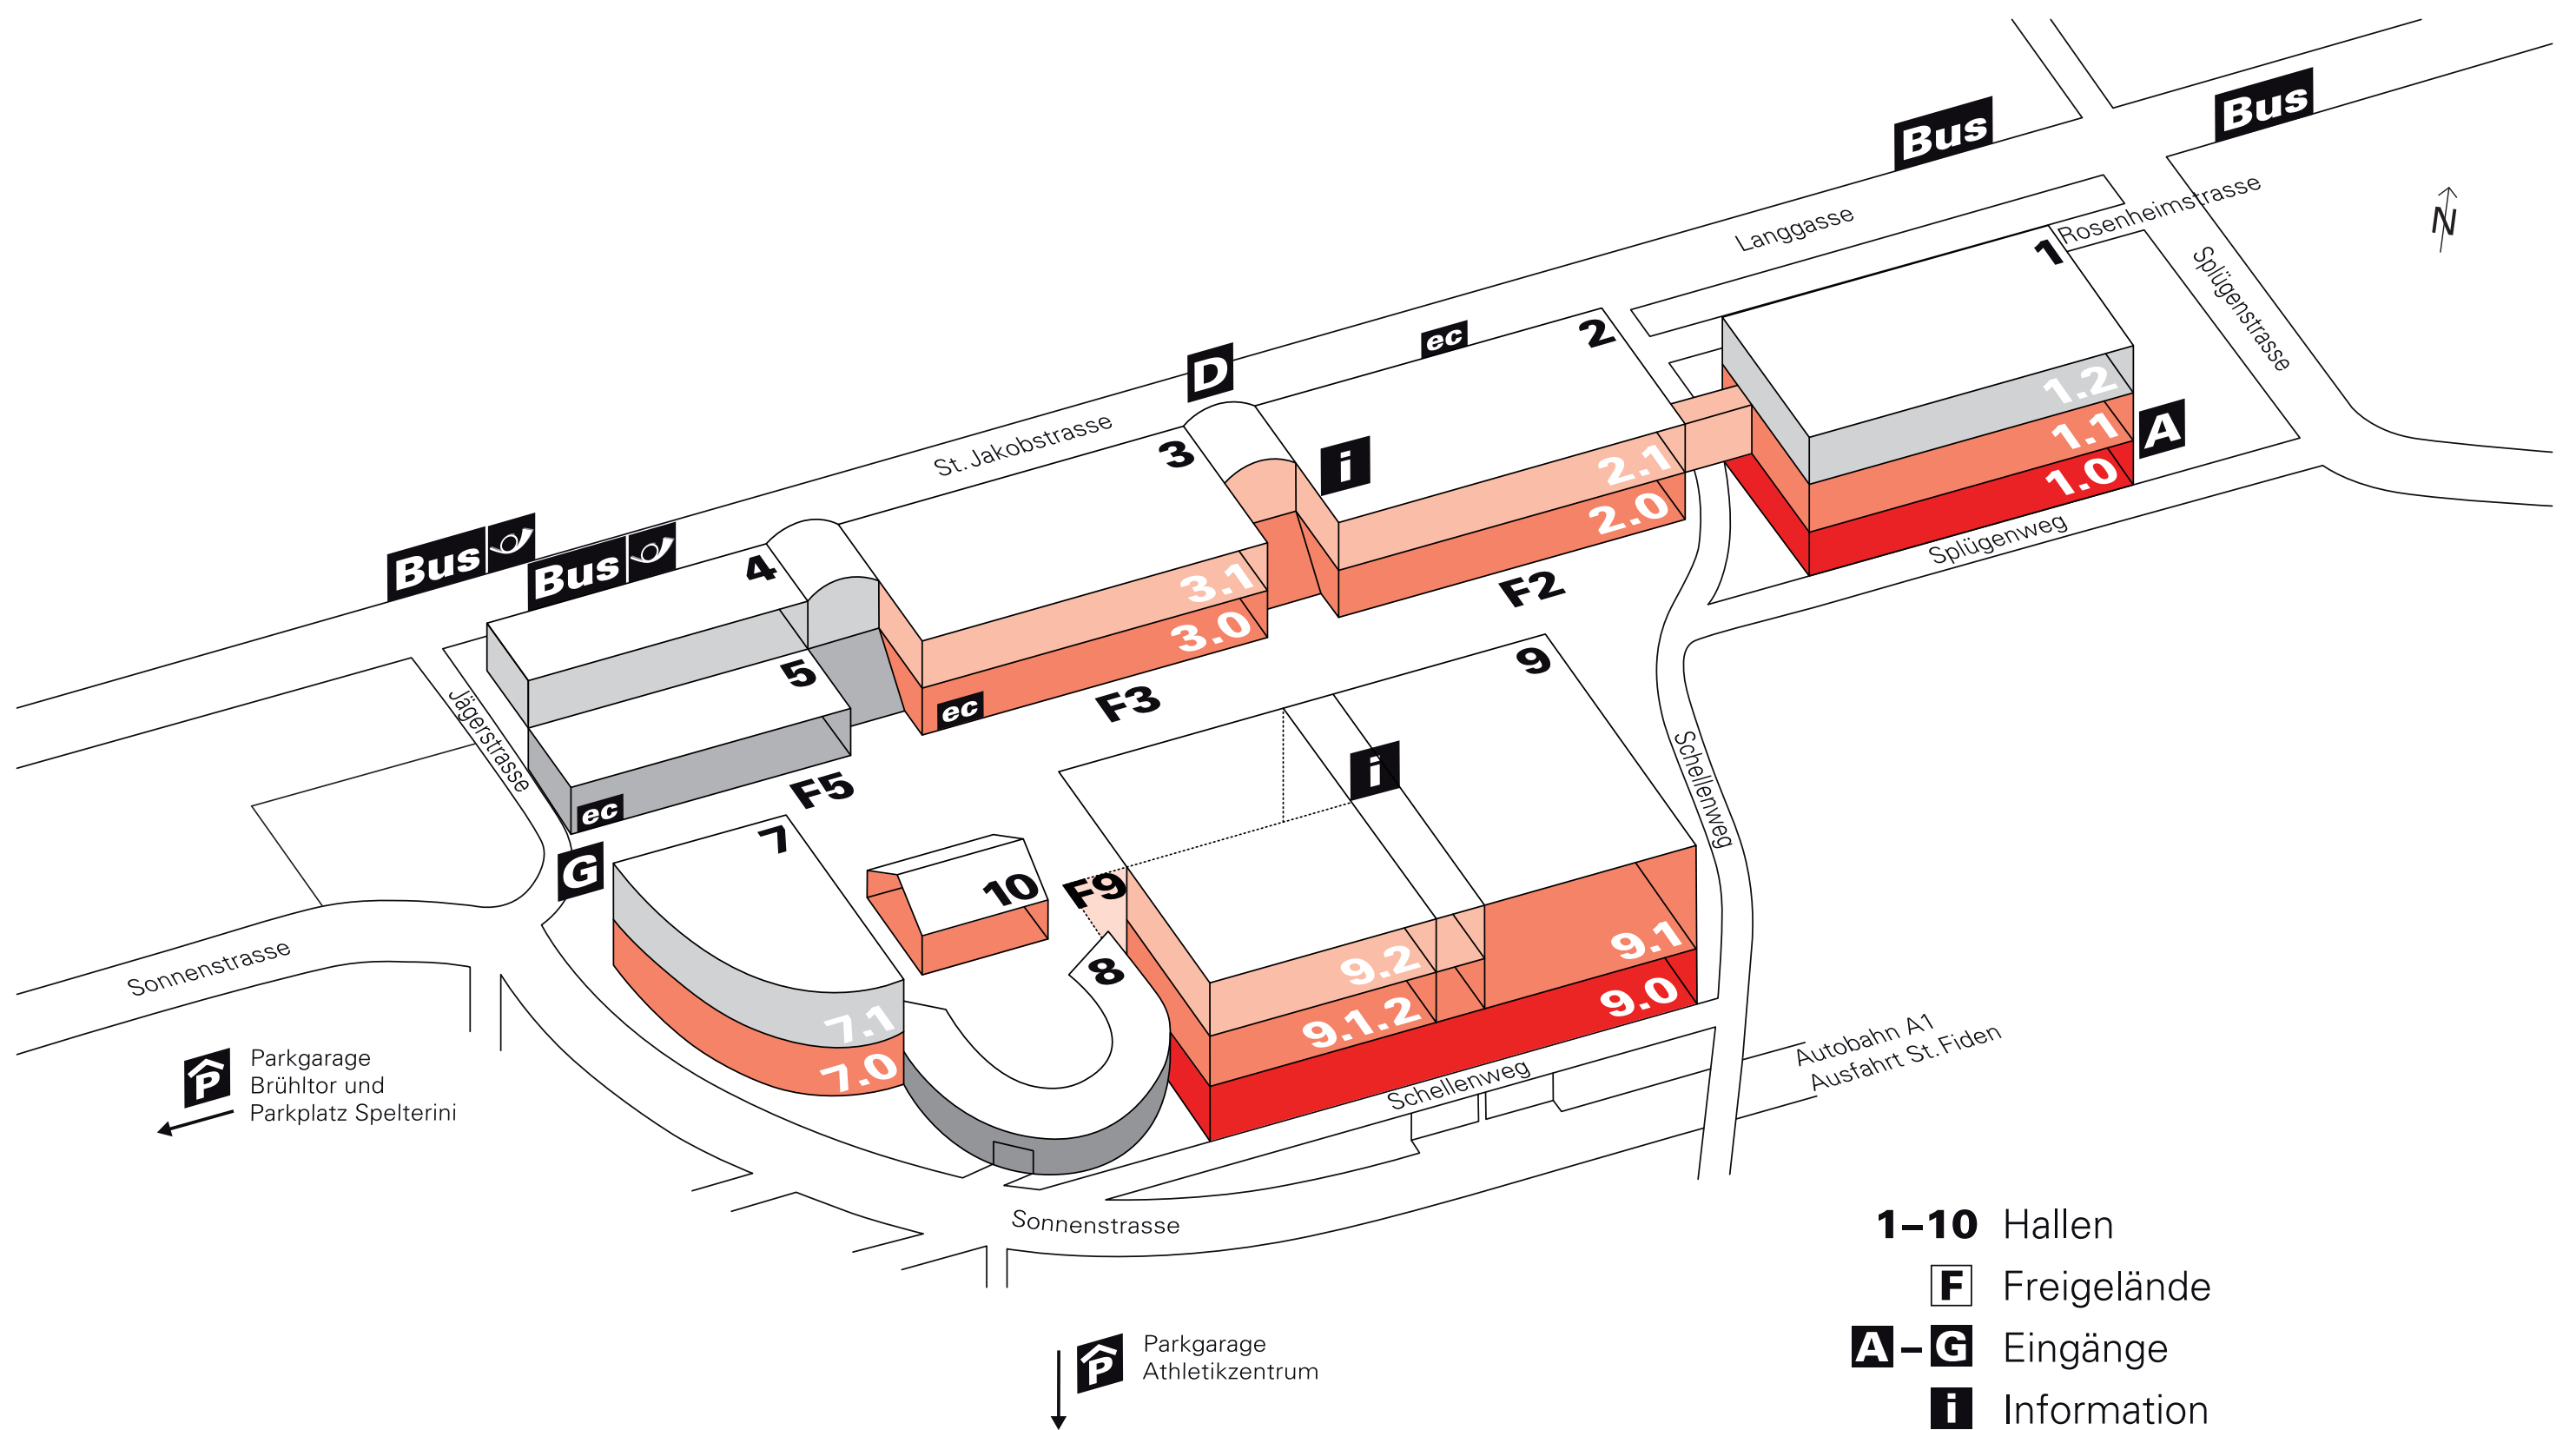 Bus
Bus
Rosenheimstrasse
N
Langgasse
1
Splügenstrasse
2
ec
D
1.2
St. Jakobstrasse
3
i
2.1
1.1
A
1.0
2.0
Bus
Bus
4
3.1
F2
Splügenweg
3.0
5
9
Jägerstrasse
ec
F3
i
Schellenweg
F5
ec
7
G
10
F9
8
9.2
9.1
Sonnenstrasse
7.1
9.1.2
9.0
7.0
Schellenweg
Autobahn A1
Ausfahrt St. Fiden
P
Parkgarage
Brühltor und
Parkplatz Spelterini
Sonnenstrasse
P
Parkgarage
Athletikzentrum
1–10 Hallen
F Freigelände
A–G Eingänge
i Information